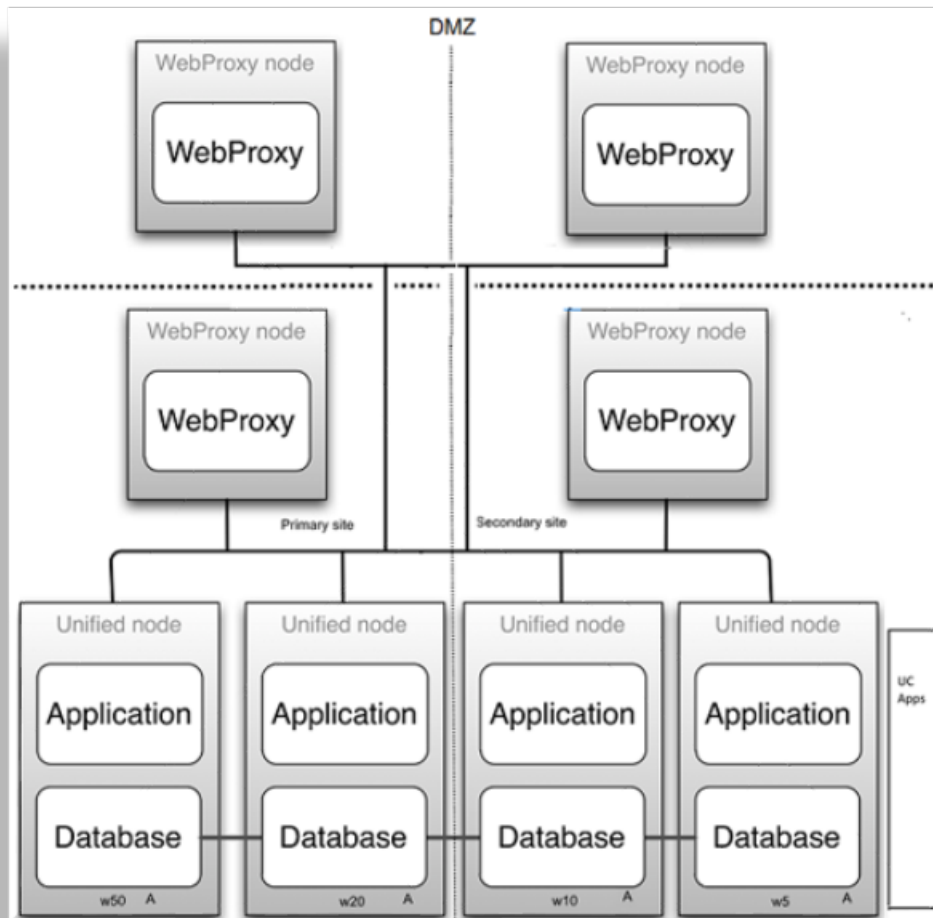 DMZ
WebProxy node
WebProxy node
WebProxy
WebProxy
WebProxy node
WebProxy node
WebProxy
WebProxy
Primary site
Secondary site
Unified node
Unified node
Unified node
Unified node
UC
Apps
Application
Application
Application
Application
Database
Database
Database
Database
w50 A
w20 A
w10 A
w5 A